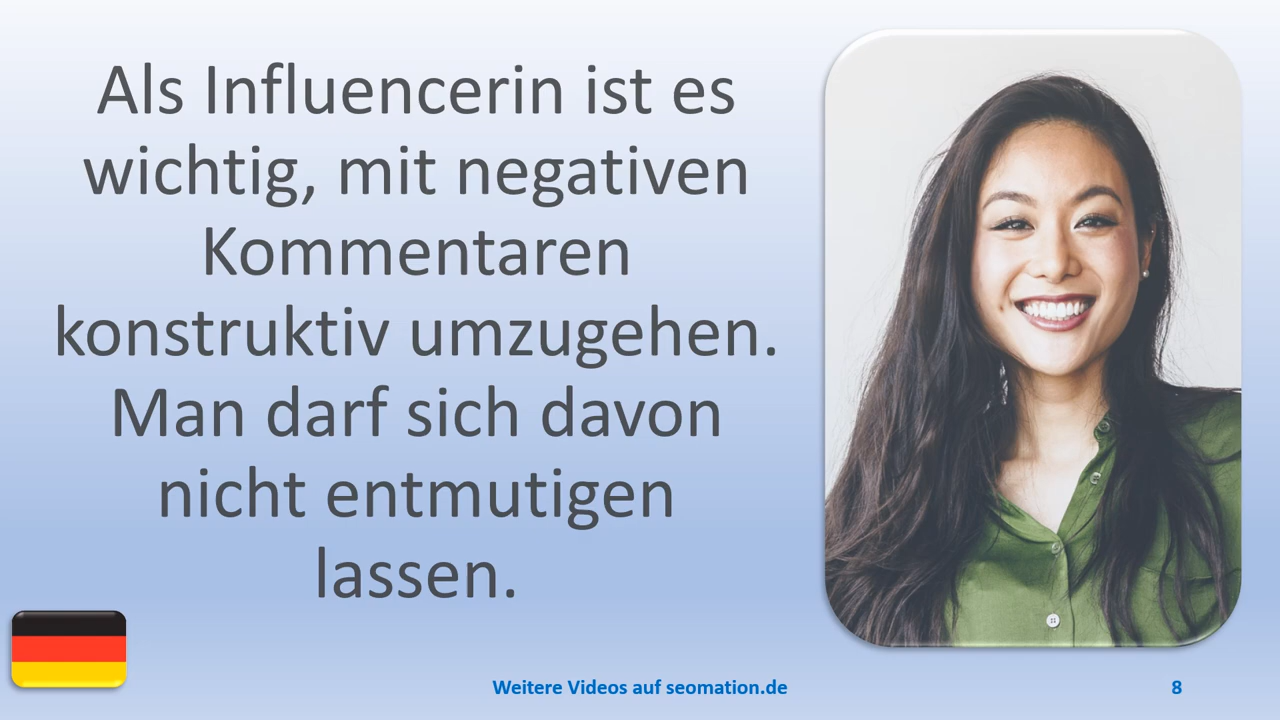 Als Influencerin ist es
wichtig, mit negativen
Kommentaren
konstruktiv umzugehen.
Man darf sich davon
nicht entmutigen
lassen.
Weitere Videos auf seomation.de
8